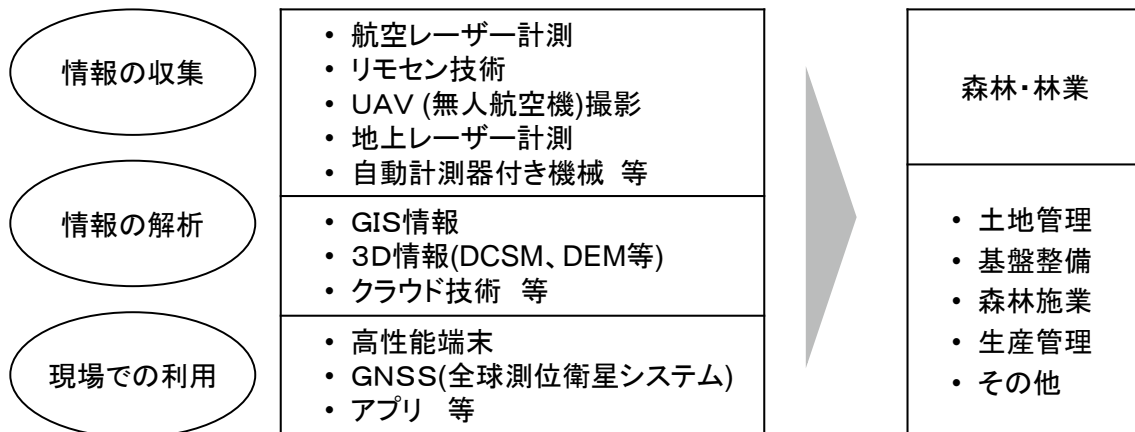 情報の収集
• 航空レーザー計測
• リモセン技術
• UAV (無人航空機)撮影
• 地上レーザー計測
• 自動計測器付き機械 等
情報の解析
• GIS情報
• 3D情報(DCSM、DEM等)
• クラウド技術 等
現場での利用
• 高性能端末
• GNSS(全球測位衛星システム)
• アプリ 等
森林・林業
• 土地管理
• 基盤整備
• 森林施業
• 生産管理
• その他